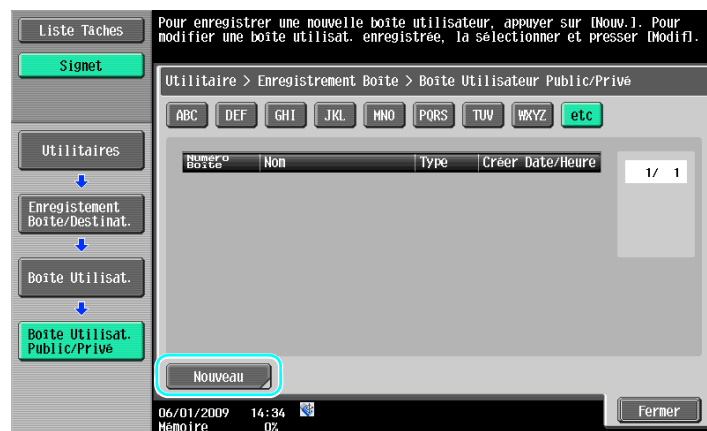 Liste Tâches
Signet
Pour enregistrer une nouvelle boîte utilisateur, appuyer sur [Nouv.]. Pour
modifier une boîte utilisat. enregistrée, la sélectionner et presser [Modif].
Utilitaire > Enregistrement Boîte > Boîte Utilisateur Public/Privé
ABC DEF GHI JKL MNO PQRS TUV WXYZ etc
Numéro
Boîte
Nom Type Créer Date/Heure
1/ 1
Utilitaires
Enregistement
Boîte/Destinat.
Boîte Utilisat.
Boîte Utilisat.
Public/Privé
Nouveau
06/01/2009 14:34
Mémoire 0%
Fermer